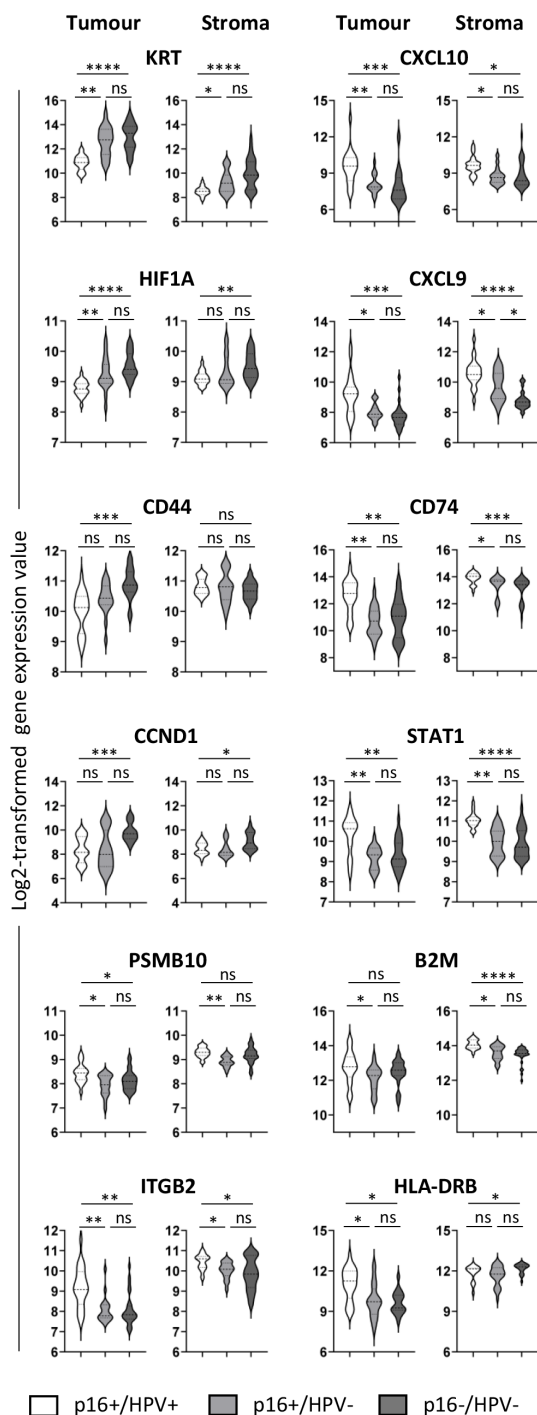 Tumour Stroma Tumour Stroma
KRT CXCL10
**** **** *** *
** ns * ns ** ns * ns
16 16 15 15
14 14
12 12 12 12
10 10 9 9
8 8
6 6 6 6
HIF1A CXCL9
**** ** *** ****
** ns ns ns * ns * *
11 11 14 14
10 12 12
9 9 10 10
8 8
7 7 6 6
CD44 CD74
*** ns ** ***
ns ns ns ns ** ns * ns
12 12 16 16
11 11 14 14
10 10 12 12
9 9 10 10
8 8 8 8
CCND1 STAT1
*** * ** ****
ns ns ns ns ** ns ** ns
14 14 13 13
12 12 12 12
10 10 11 11
8 8 10 10
6 6 9 9
8 8
4 4 7 7
PSMB10 B2M
* ns ns ****
* ns ** ns * ns * ns
11 11 16 16
10 10
9 9 14 14
8 8 12 12
7 7
6 6 10 10
ITGB2 HLA-DRB
** * * *
** ns * ns * ns ns ns
12 12 15 15
11 11
10 10 12 12
9 9
8 8 9 9
7 7
6 6 6 6
Log2-transformed gene expression value
p16+/HPV+ p16+/HPV- p16-/HPV-